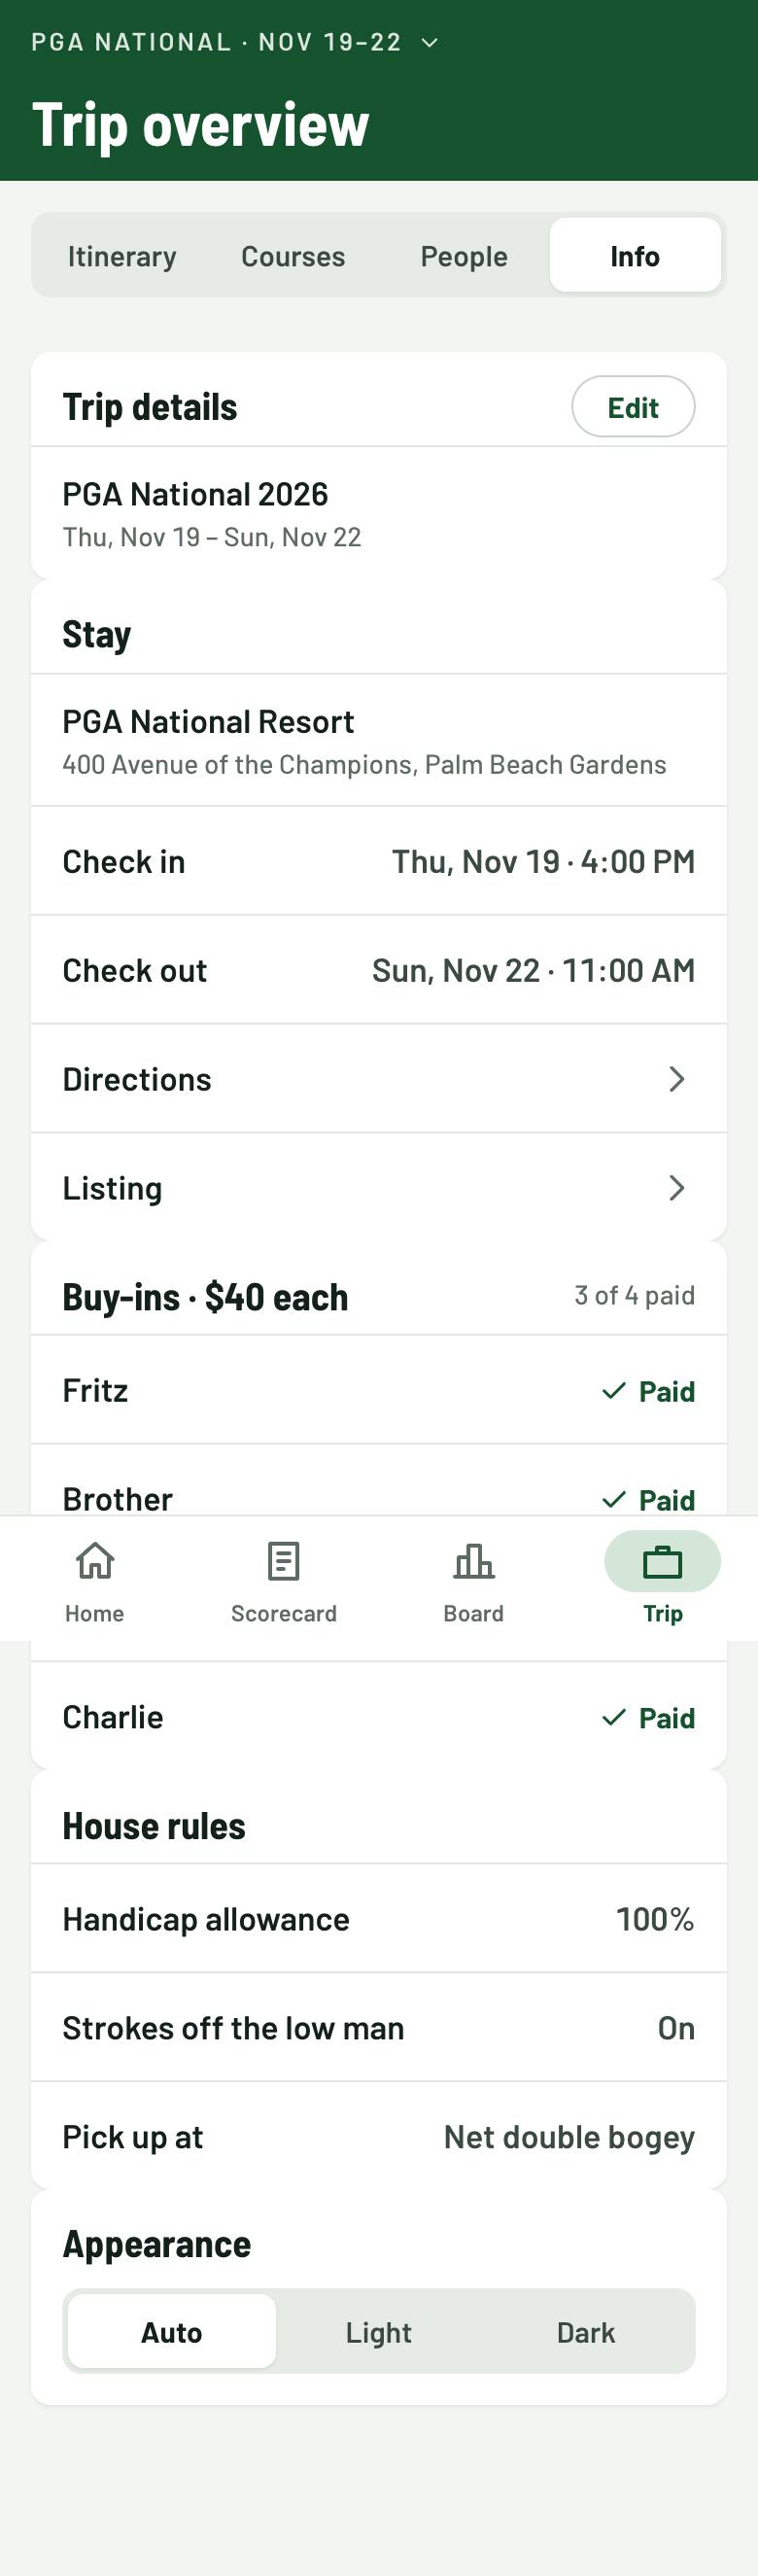 PGA NATIONAL · NOV 19–22
Trip overview
Itinerary Courses People Info
Trip details Edit
PGA National 2026
Thu, Nov 19 – Sun, Nov 22
Stay
PGA National Resort
400 Avenue of the Champions, Palm Beach Gardens
Check in Thu, Nov 19 · 4:00 PM
Check out Sun, Nov 22 · 11:00 AM
Directions
Listing
Buy-ins · $40 each 3 of 4 paid
Fritz Paid
Brother Paid
Home Scorecard Board Trip
Charlie Paid
House rules
Handicap allowance 100%
Strokes off the low man On
Pick up at Net double bogey
Appearance
Auto Light Dark